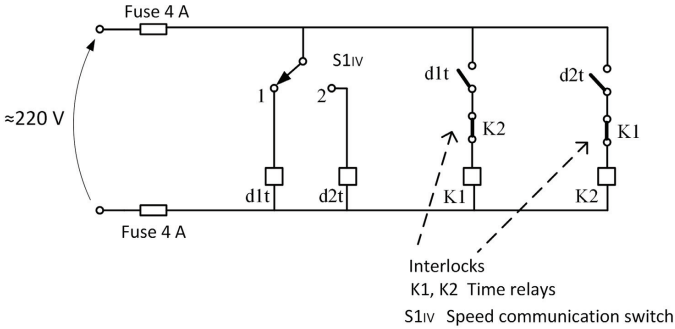 Fuse 4 A
S1IV
d1t
d2t
1
2
≈220 V
K2
K1
d1t
d2t
K1
K2
Fuse 4 A
Interlocks
K1, K2 Time relays
S1IV Speed communication switch